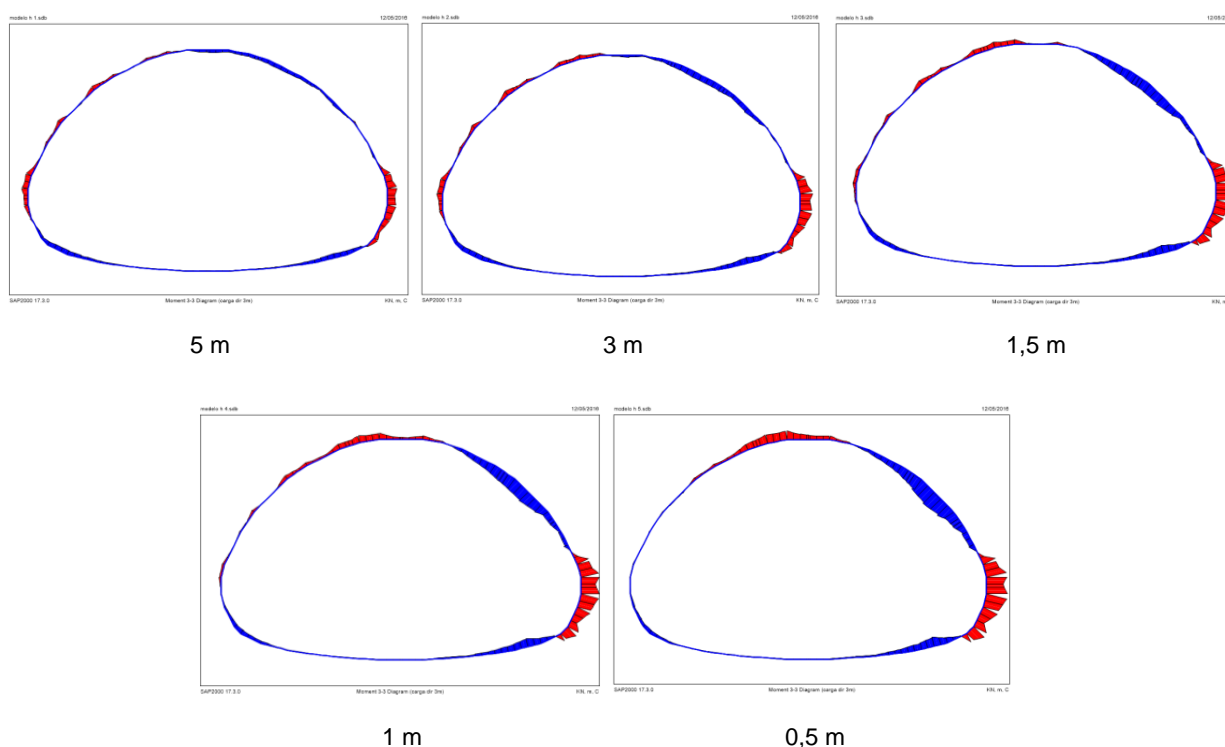 modelo h 1.sdb 12/05/2016
SAP2000 17.3.0 Moment 3-3 Diagram (carga dir 3m) KN, m, C
5 m
modelo h 2.sdb 12/05/2016
SAP2000 17.3.0 Moment 3-3 Diagram (carga dir 3m) KN, m, C
3 m
modelo h 3.sdb 12/05/2016
SAP2000 17.3.0 Moment 3-3 Diagram (carga dir 3m) KN, m, C
1,5 m
modelo h 4.sdb 12/05/2016
SAP2000 17.3.0 Moment 3-3 Diagram (carga dir 3m) KN, m, C
1 m
modelo h 5.sdb 12/05/2016
SAP2000 17.3.0 Moment 3-3 Diagram (carga dir 3m) KN, m, C
0,5 m